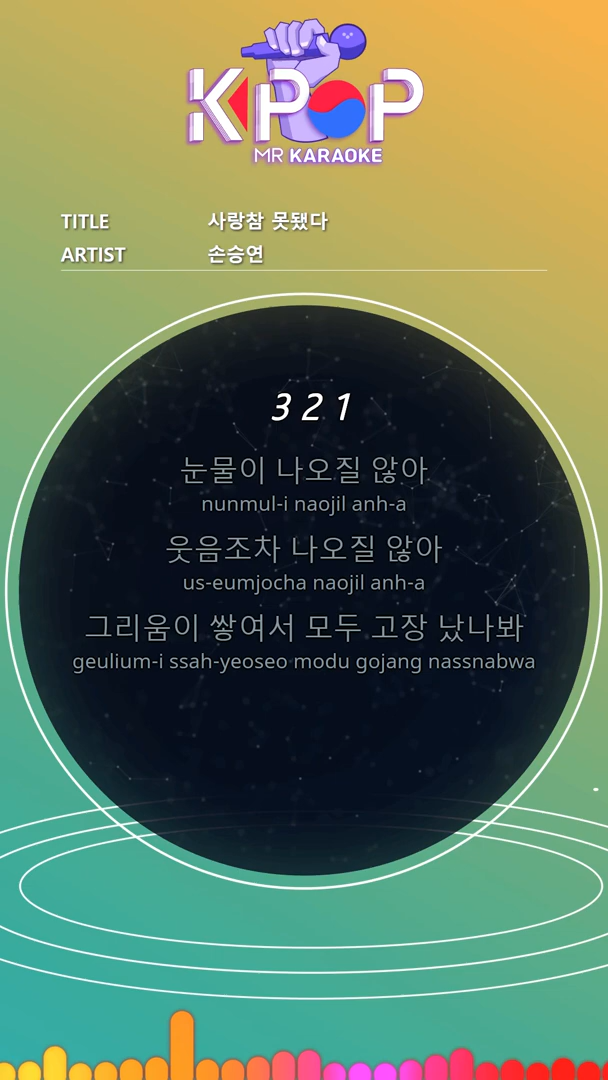 KPOP
MR KARAOKE
TITLE 사랑참 못됐다
ARTIST 손승연
3 2 1
눈물이 나오질 않아
nunmul-i naojil anh-a
웃음조차 나오질 않아
us-eumjocha naojil anh-a
그리움이 쌓여서 모두 고장 났나봐
geulium-i ssah-yeoseo modu gojang nassnabwa